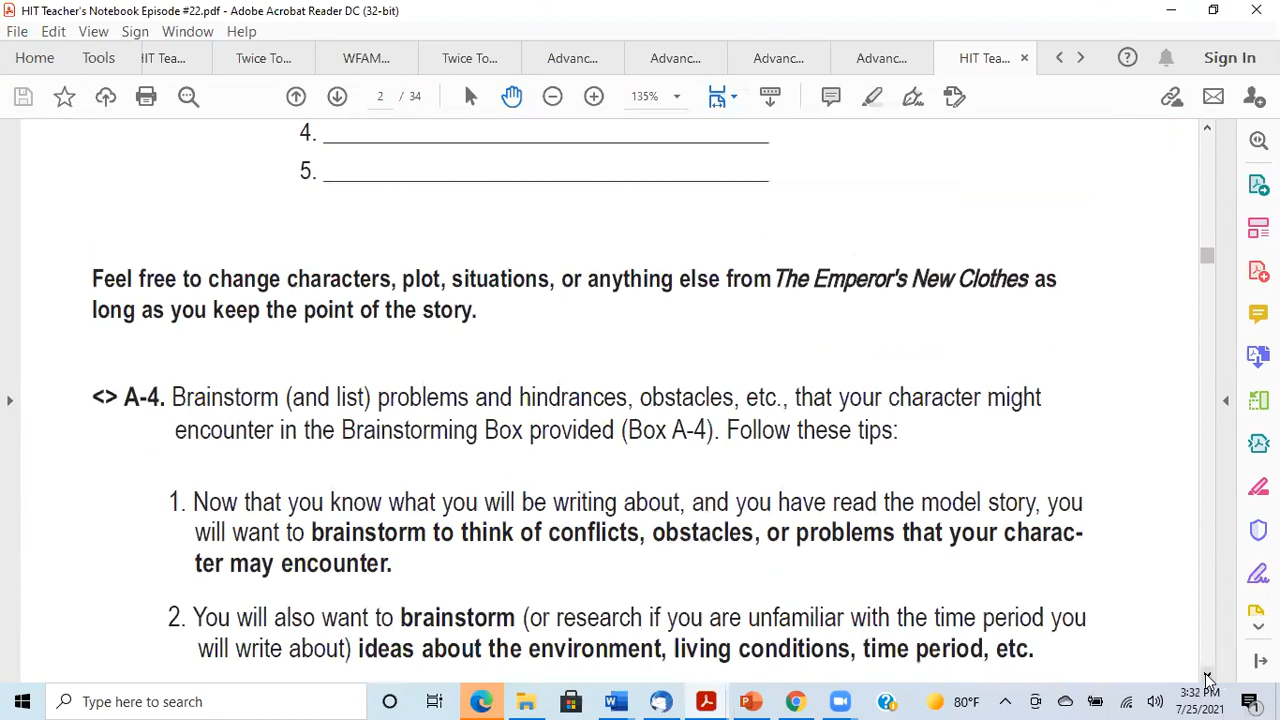 HIT Teacher's Notebook Episode #22.pdf - Adobe Acrobat Reader DC (32-bit)
File Edit View Sign Window Help
Home Tools HIT Tea... Twice To... WFAM... Twice To... Advanc... Advanc... Advanc... Advanc... HIT Tea... × Sign In
2 / 34 135%
4.
5.
Feel free to change characters, plot, situations, or anything else from The Emperor's New Clothes as
long as you keep the point of the story.
<> A-4. Brainstorm (and list) problems and hindrances, obstacles, etc., that your character might
encounter in the Brainstorming Box provided (Box A-4). Follow these tips:
1. Now that you know what you will be writing about, and you have read the model story, you
will want to brainstorm to think of conflicts, obstacles, or problems that your charac-
ter may encounter.
2. You will also want to brainstorm (or research if you are unfamiliar with the time period you
will write about) ideas about the environment, living conditions, time period, etc.
Type here to search
80°F
3:32 PM
7/25/2021